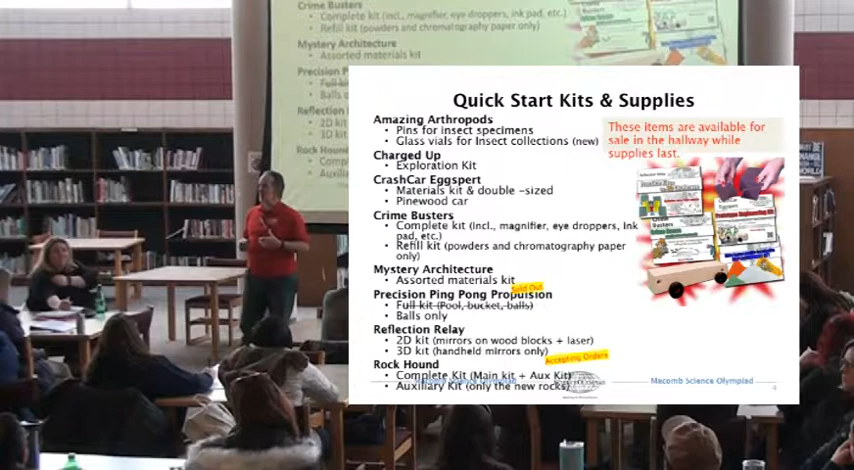 Crime Busters
• Complete kit (incl., magnifier, eye droppers, ink pad, etc.)
• Refill kit (powders and chromatography paper only)
Mystery Architecture
• Assorted materials kit
Precision P
• Full k
• Balls o
Reflection
• 2D kit
• 3D kit
Rock Hound
• Compl
• Auxilia
Quick Start Kits & Supplies
Amazing Arthropods
• Pins for insect specimens
• Glass vials for Insect collections (new)
Charged Up
• Exploration Kit
CrashCar Eggspert
• Materials kit & double -sized
• Pinewood car
Crime Busters
• Complete kit (incl., magnifier, eye droppers, ink
pad, etc.)
• Refill kit (powders and chromatography paper
only)
Mystery Architecture
• Assorted materials kit
Sold Out
Precision Ping Pong Propulsion
• Full kit (Pool, bucket, balls)
• Balls only
Reflection Relay
• 2D kit (mirrors on wood blocks + laser)
• 3D kit (handheld mirrors only)
Accepting Orders
Rock Hound
• Complete Kit (Main kit + Aux Kit)
• Auxiliary Kit (only the new rocks)
These items are available for
sale in the hallway while
supplies last.
Macomb Science Olympiad
Macomb Science Olympiad
4